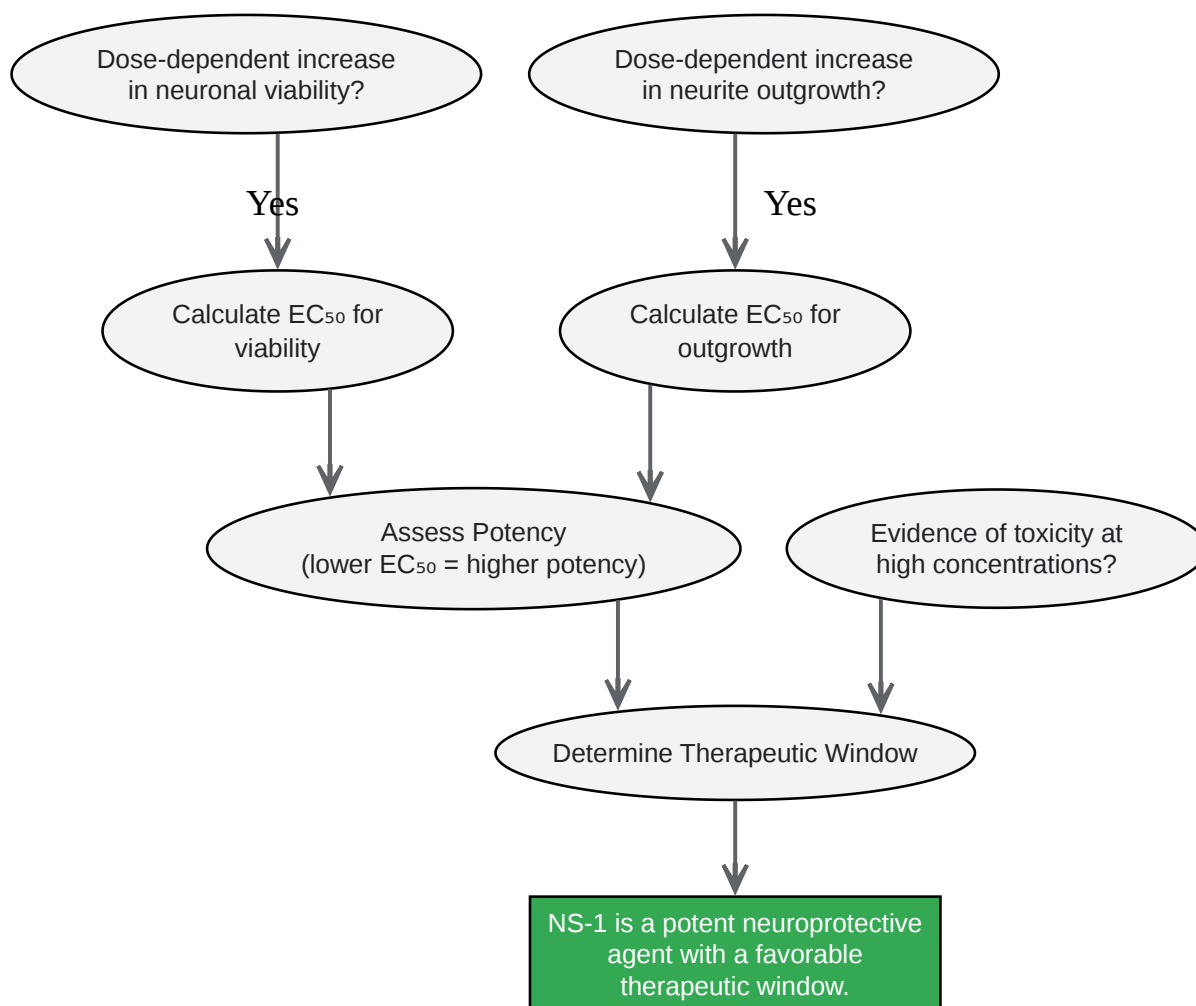 Dose-dependent increase
in neuronal viability?
Dose-dependent increase
in neurite outgrowth?
Yes
Yes
Calculate EC₅₀ for
viability
Calculate EC₅₀ for
outgrowth
Assess Potency
(lower EC₅₀ = higher potency)
Evidence of toxicity at
high concentrations?
Determine Therapeutic Window
NS-1 is a potent neuroprotective
agent with a favorable
therapeutic window.